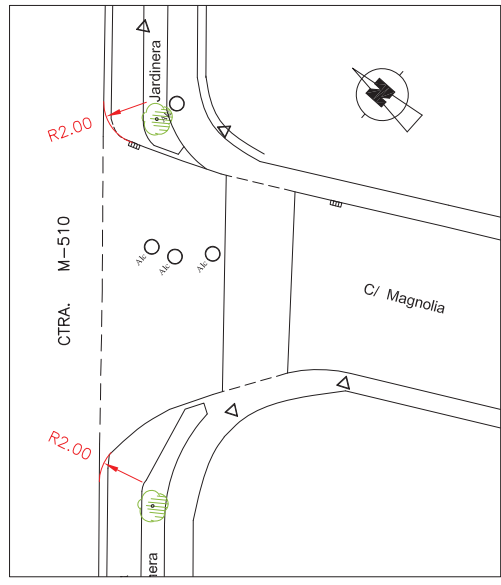 Jardinera
R2.00
CTRA. M-510
Alc
Alc
Alc
C/ Magnolia
R2.00
nera
N